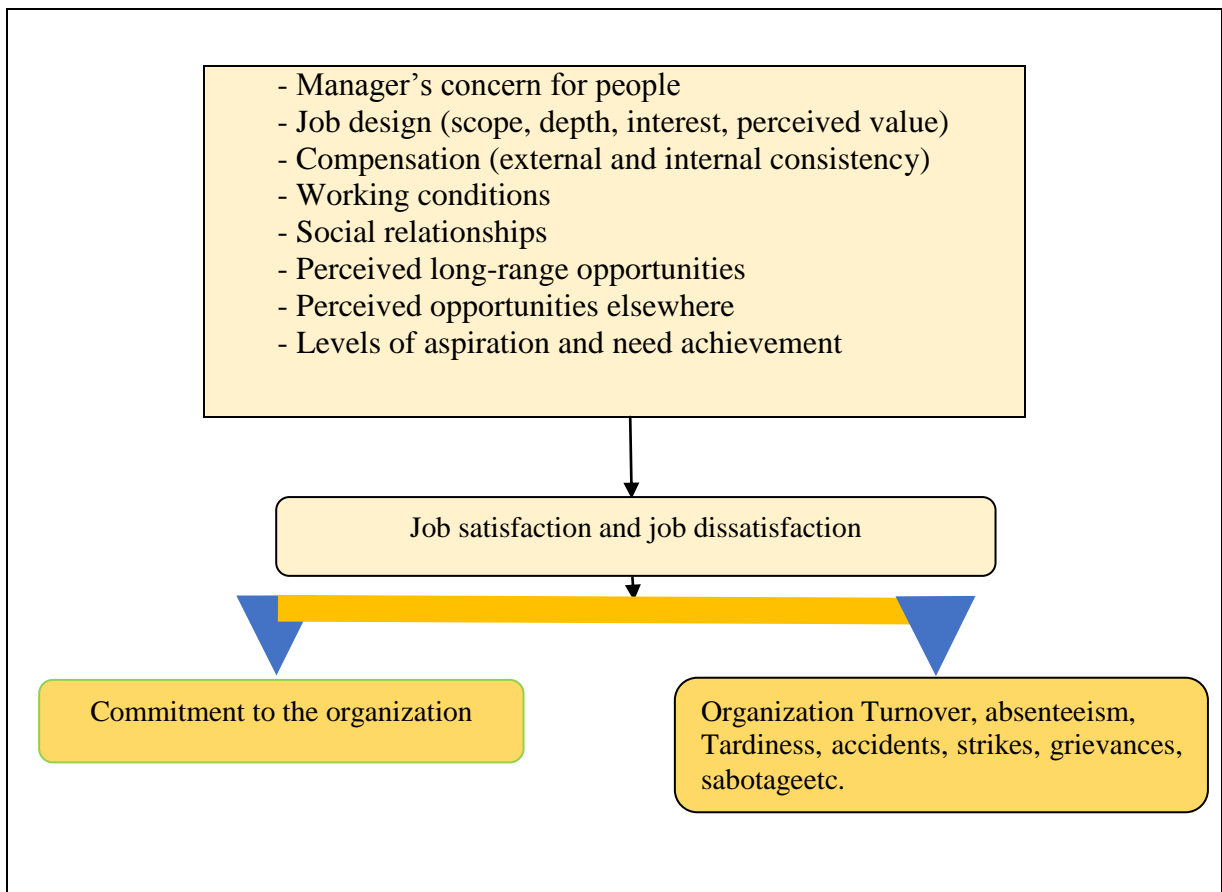 - Manager’s concern for people
- Job design (scope, depth, interest, perceived value)
- Compensation (external and internal consistency)
- Working conditions
- Social relationships
- Perceived long-range opportunities
- Perceived opportunities elsewhere
- Levels of aspiration and need achievement
Job satisfaction and job dissatisfaction
Commitment to the organization
Organization Turnover, absenteeism,
Tardiness, accidents, strikes, grievances,
sabotageetc.